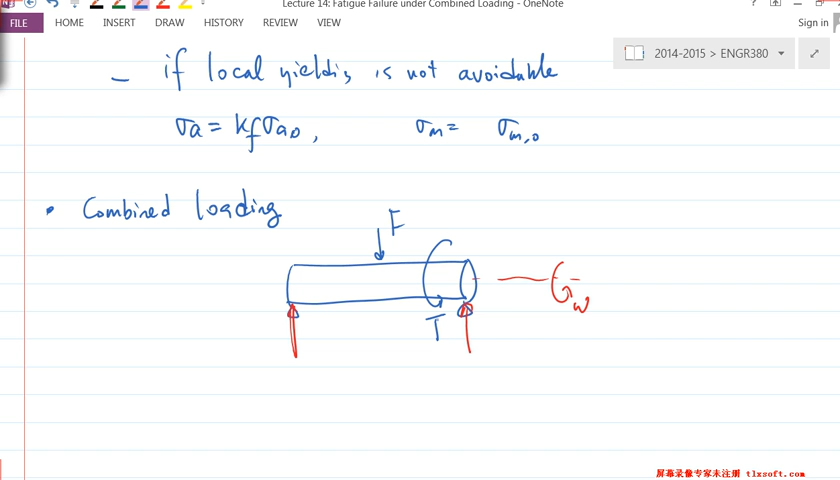 Lecture 14: Fatigue Failure under Combined Loading - OneNote
FILE HOME INSERT DRAW HISTORY REVIEW VIEW Sign in
2014-2015 > ENGR380
- if local yielding is not avoidable
σa = kf σa,o , σm = σm,o
• Combined loading
F
T
w
屏幕录像专家未注册 tlxsoft.com